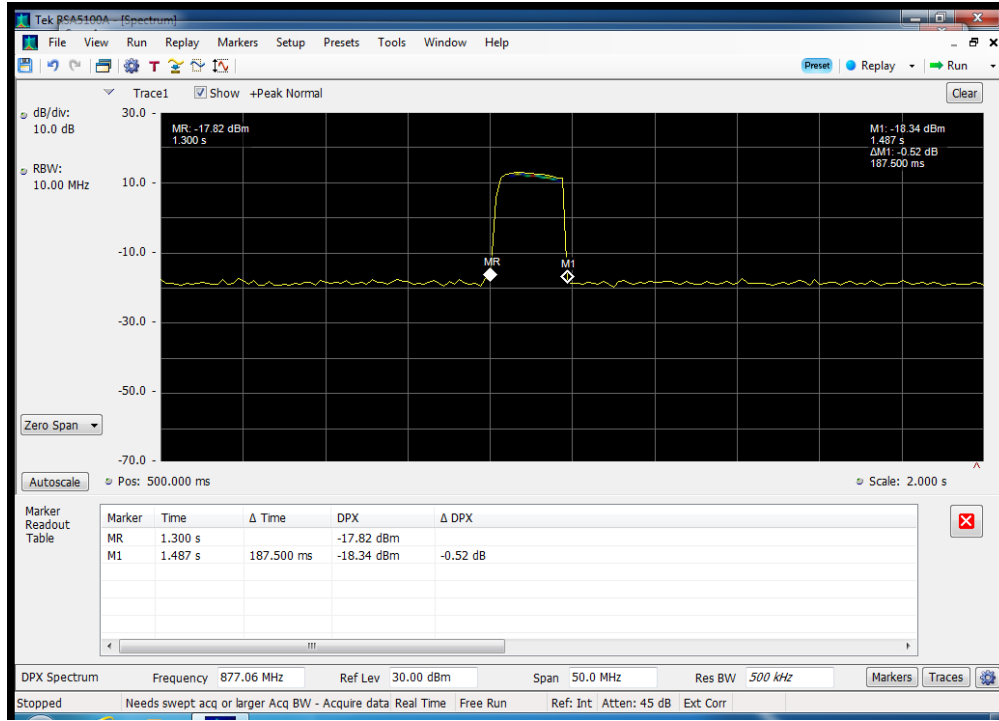 Tek RSA5100A - [Spectrum]
File View Run Replay Markers Setup Presets Tools Window Help
T
Preset Replay Run
Trace1 Show +Peak Normal Clear
dB/div:
10.0 dB
RBW:
10.00 MHz
30.0 -
10.0 -
-10.0 -
-30.0 -
-50.0 -
-70.0 -
MR: -17.82 dBm
1.300 s
M1: -18.34 dBm
1.487 s
ΔM1: -0.52 dB
187.500 ms
MR
M1
Zero Span
Autoscale Pos: 500.000 ms Scale: 2.000 s
Marker
Readout
Table
Marker Time Δ Time DPX Δ DPX
MR 1.300 s -17.82 dBm
M1 1.487 s 187.500 ms -18.34 dBm -0.52 dB
DPX Spectrum Frequency 877.06 MHz Ref Lev 30.00 dBm Span 50.0 MHz Res BW 500 kHz Markers Traces
Stopped Needs swept acq or larger Acq BW - Acquire data Real Time Free Run Ref: Int Atten: 45 dB Ext Corr